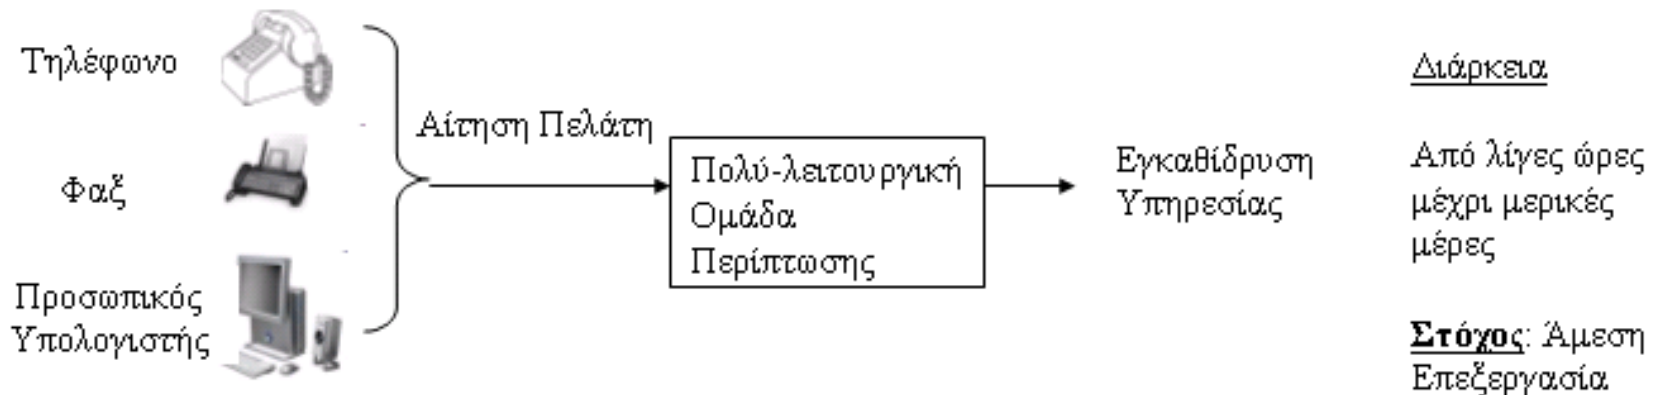 Τηλέφωνο
Φαξ
Προσωπικός
Υπολογιστής
Αίτηση Πελάτη
Πολύ-λειτουργική
Ομάδα
Περίπτωσης
Εγκαθίδρυση
Υπηρεσίας
Διάρκεια
Από λίγες ώρες
μέχρι μερικές
μέρες
Στόχος: Άμεση
Επεξεργασία